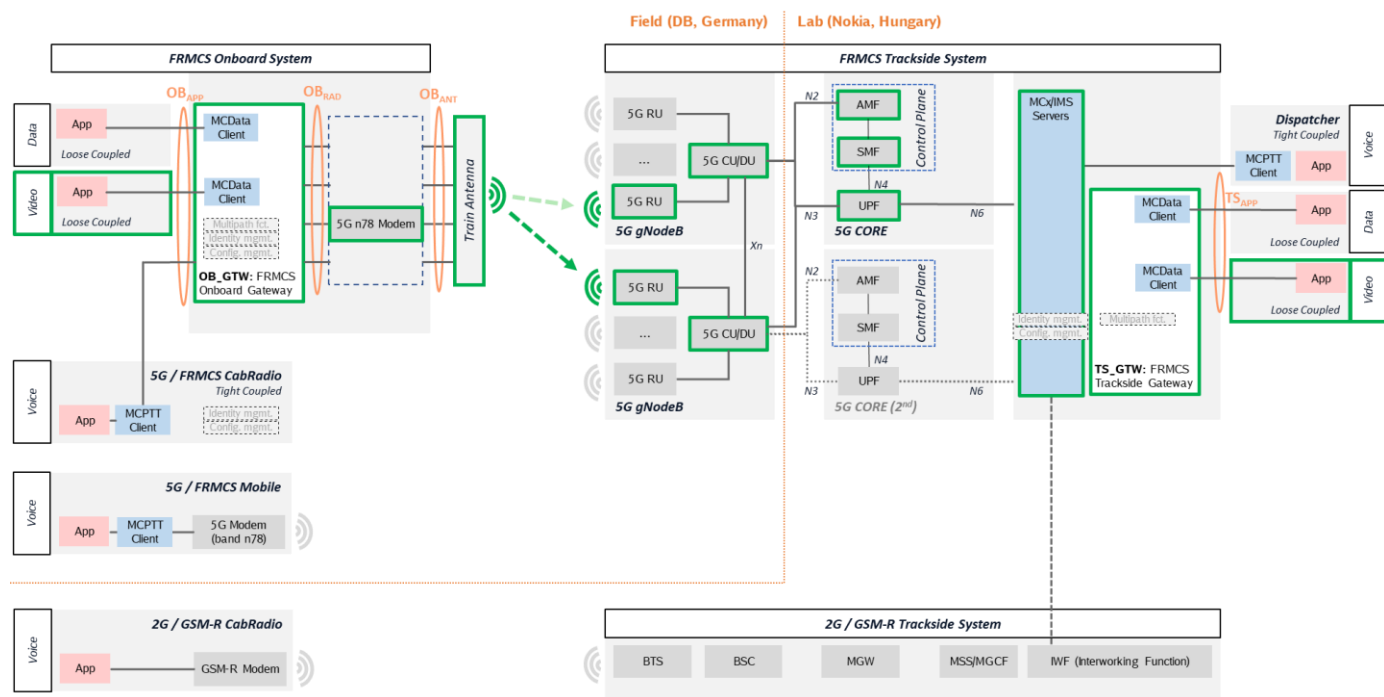 Field (DB, Germany)
Lab (Nokia, Hungary)
FRMCS Onboard System
FRMCS Trackside System
OB_APP
OB_RAD
OB_ANT
Data
App
Loose Coupled
MCData
Client
Video
App
Loose Coupled
MCData
Client
Multipath fct.
Identity mgmt.
Config. mgmt.
OB_GTW: FRMCS
Onboard Gateway
5G n78 Modem
Train Antenna
5G RU
...
5G RU
5G CU/DU
5G gNodeB
Xn
5G RU
...
5G RU
5G CU/DU
5G gNodeB
N2
AMF
SMF
Control Plane
N4
N3
UPF
N6
5G CORE
N2
AMF
SMF
Control Plane
N4
N3
UPF
N6
5G CORE (2nd)
MCx/IMS
Servers
Identity mgmt.
Config. mgmt.
Multipath fct.
MCData
Client
MCData
Client
TS_GTW: FRMCS
Trackside Gateway
TS_APP
Dispatcher
Tight Coupled
MCPTT
Client
App
Voice
App
Loose Coupled
Data
App
Loose Coupled
Video
Voice
5G / FRMCS CabRadio
Tight Coupled
App
MCPTT
Client
Identity mgmt.
Config. mgmt.
Voice
5G / FRMCS Mobile
App
MCPTT
Client
5G Modem
(band n78)
Voice
2G / GSM-R CabRadio
App
GSM-R Modem
2G / GSM-R Trackside System
BTS
BSC
MGW
MSS/MGCF
IWF (Interworking Function)